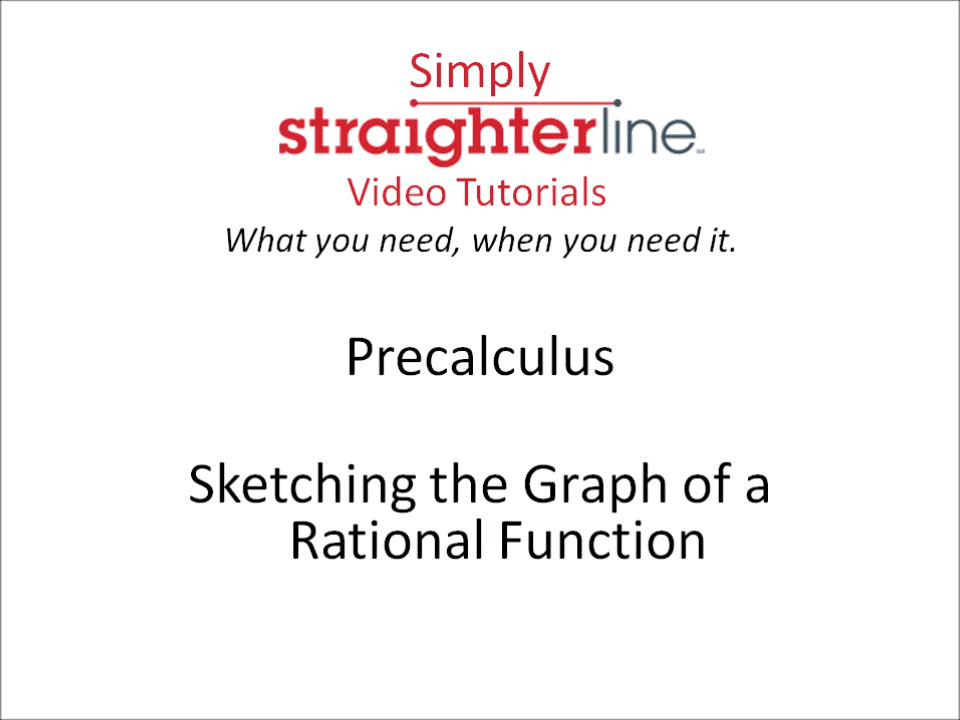 Simply
straighterline
Video Tutorials
What you need, when you need it.
Precalculus
Sketching the Graph of a
Rational Function